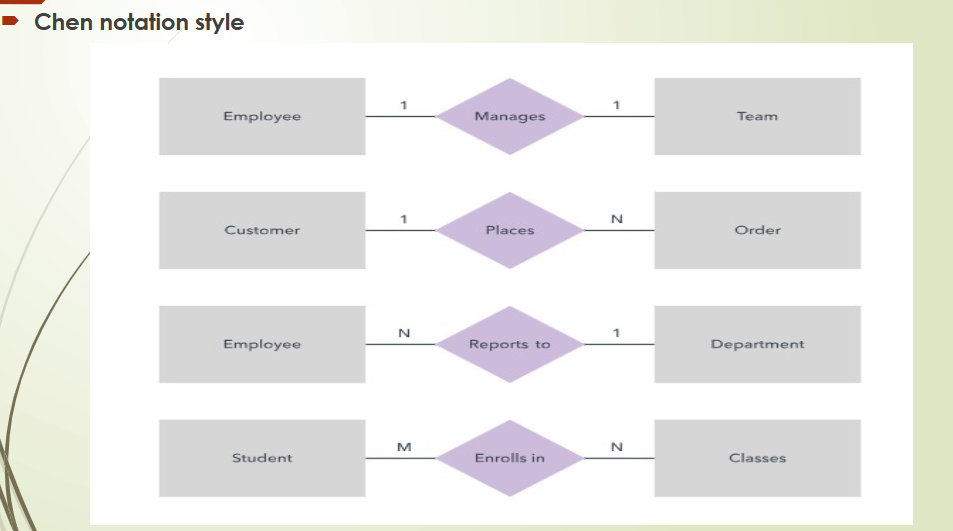 Chen notation style
Employee 1 Manages 1 Team
Customer 1 Places N Order
Employee N Reports to 1 Department
Student M Enrolls in N Classes